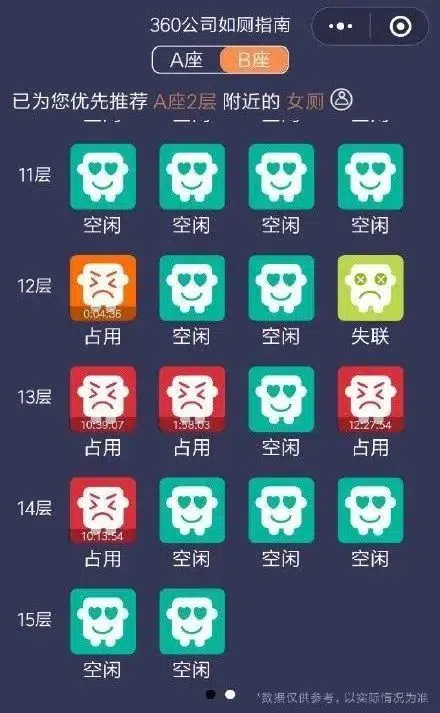 360公司如厕指南
A座 B座
已为您优先推荐 A座2层 附近的 女厕
11层
空闲 空闲 空闲 空闲
12层
0:04:36
占用 空闲 空闲 失联
13层
10:39:07 1:58:03 12:27:54
占用 占用 空闲 占用
14层
10:13:54
占用 空闲 空闲 空闲
15层
空闲 空闲
*数据仅供参考，以实际情况为准